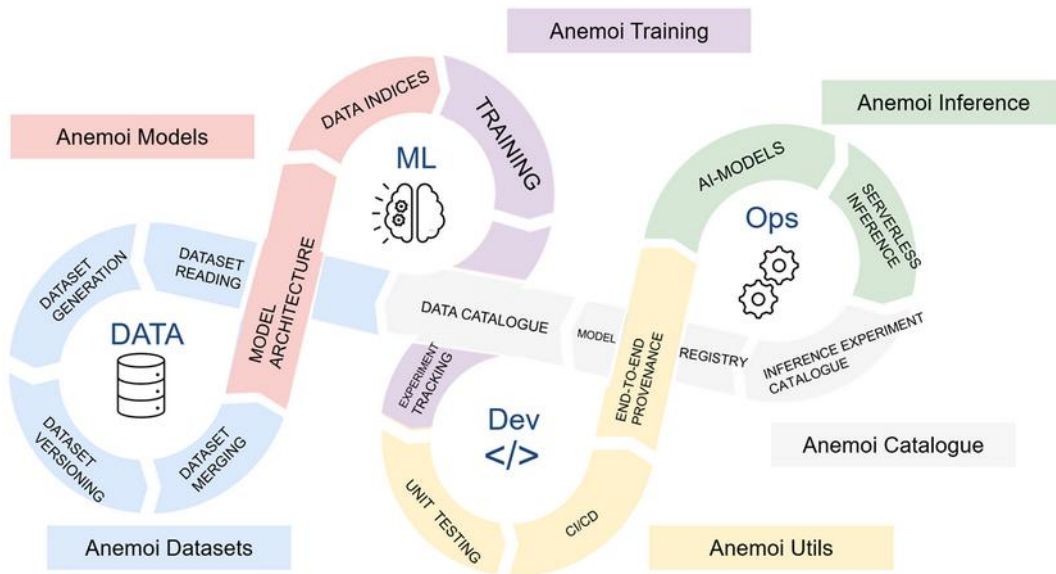 Anemoi Training
Anemoi Inference
Anemoi Models
DATA INDICES
TRAINING
ML
AI-MODELS
SERVERLESS
INFERENCE
Ops
DATASET
GENERATION
DATASET
READING
MODEL
ARCHITECTURE
DATA
DATA CATALOGUE
MODEL
REGISTRY
END-TO-END
PROVENANCE
INFERENCE EXPERIMENT
CATALOGUE
EXPERIMENT
TRACKING
Dev
</>
DATASET
VERSIONING
DATASET
MERGING
UNIT TESTING
CI/CD
Anemoi Catalogue
Anemoi Datasets
Anemoi Utils